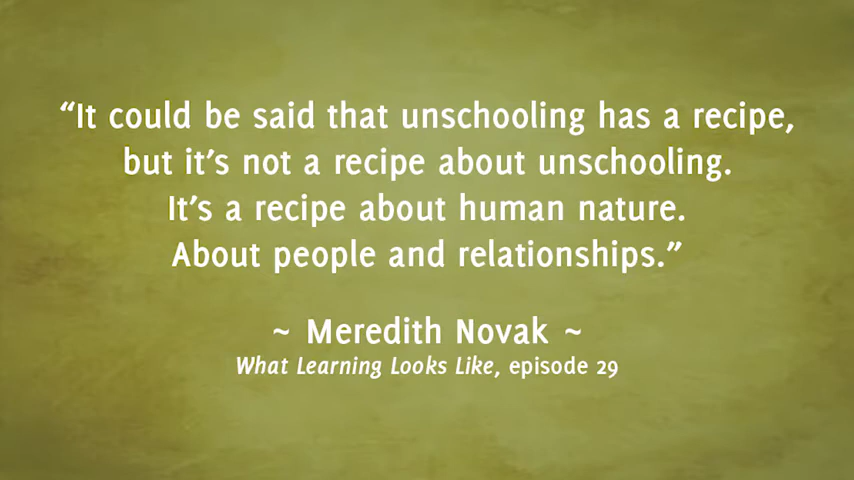 “It could be said that unschooling has a recipe,
but it’s not a recipe about unschooling.
It’s a recipe about human nature.
About people and relationships.”
~ Meredith Novak ~
What Learning Looks Like, episode 29